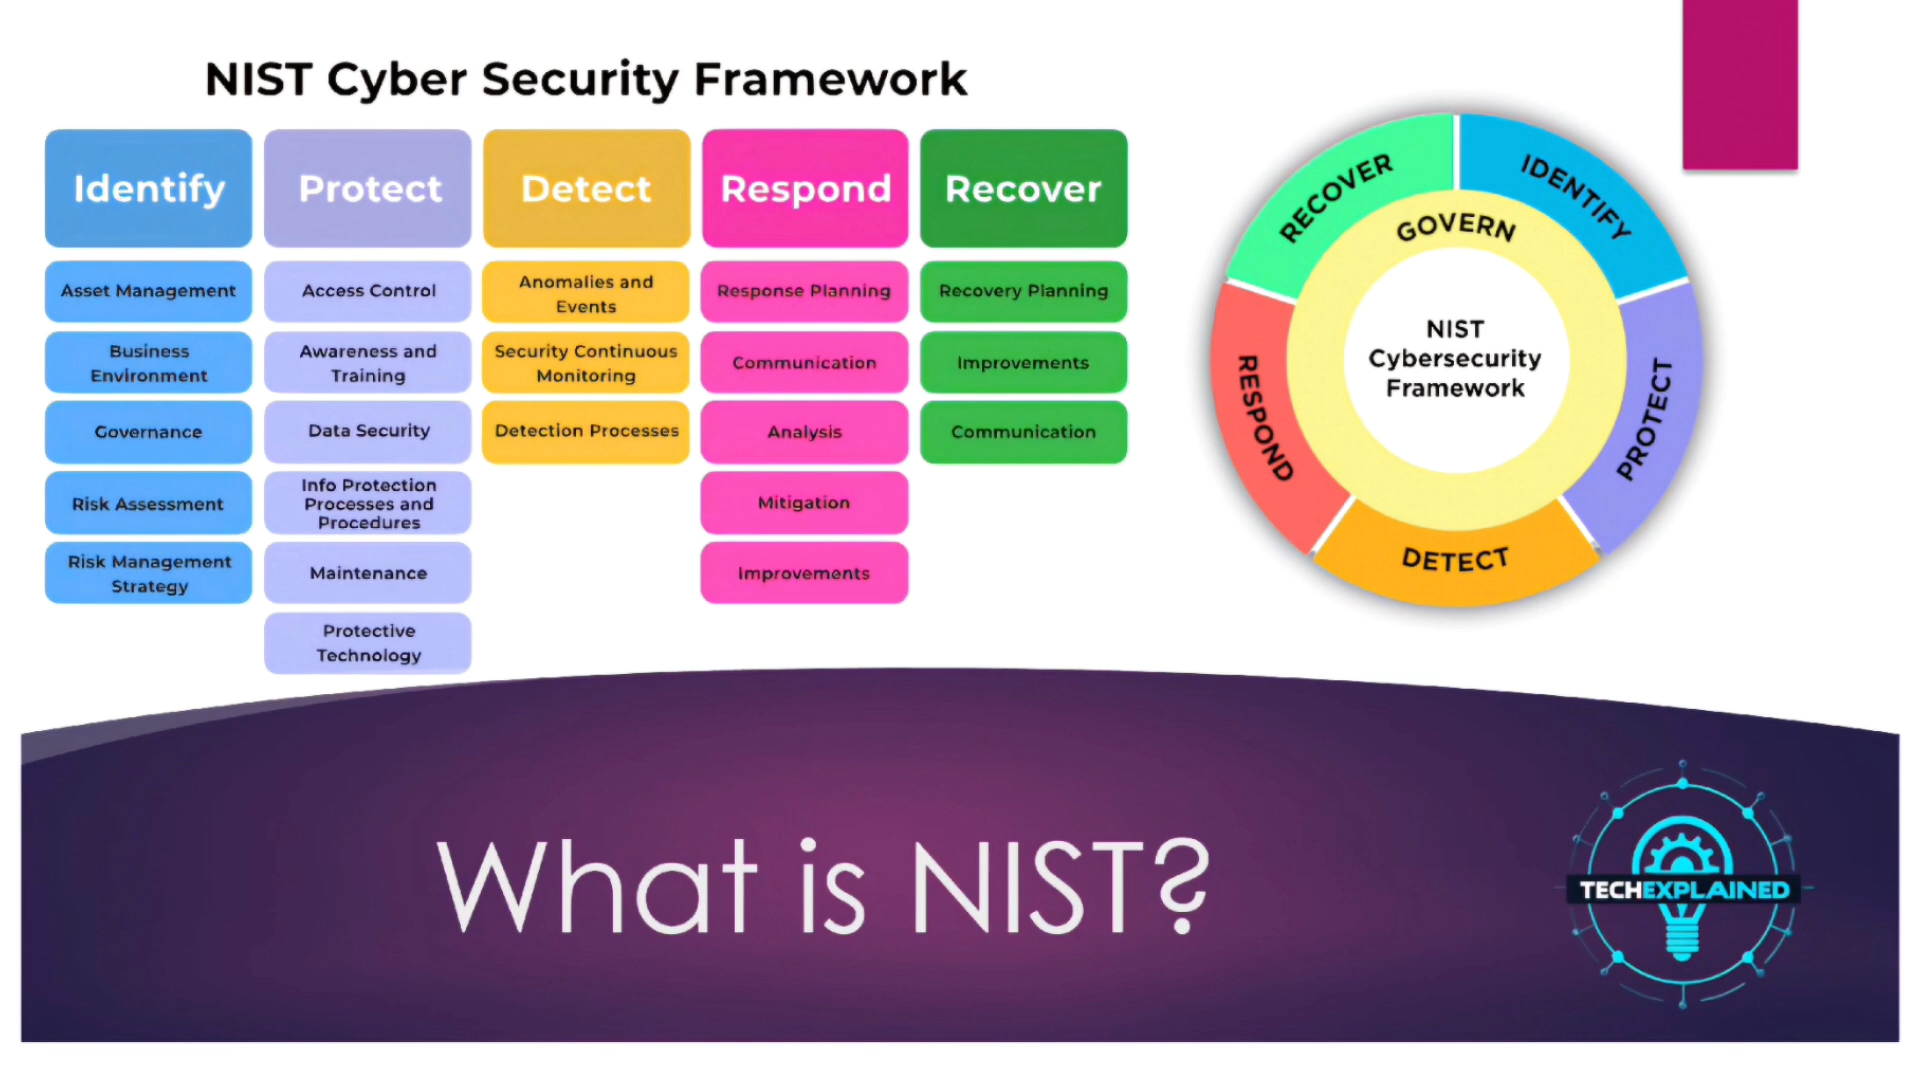 NIST Cyber Security Framework
Identify
Asset Management
Business
Environment
Governance
Risk Assessment
Risk Management
Strategy
Protect
Access Control
Awareness and
Training
Data Security
Info Protection
Processes and
Procedures
Maintenance
Protective
Technology
Detect
Anomalies and
Events
Security Continuous
Monitoring
Detection Processes
Respond
Response Planning
Communication
Analysis
Mitigation
Improvements
Recover
Recovery Planning
Improvements
Communication
IDENTIFY
PROTECT
DETECT
RESPOND
RECOVER
GOVERN
NIST
Cybersecurity
Framework
What is NIST?
TECHEXPLAINED